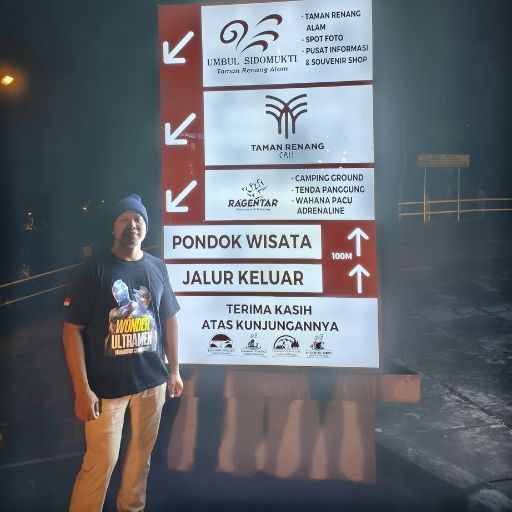 UMBUL SIDOMUKTI
Taman Renang Alam
· TAMAN RENANG
ALAM
· SPOT FOTO
· PUSAT INFORMASI
& SOUVENIR SHOP
TAMAN RENANG
CAFE
RAGENTAR
· CAMPING GROUND
· TENDA PANGGUNG
· WAHANA PACU
ADRENALINE
PONDOK WISATA
JALUR KELUAR
100M
TERIMA KASIH
ATAS KUNJUNGANNYA
WONDER
ULTRAMEN